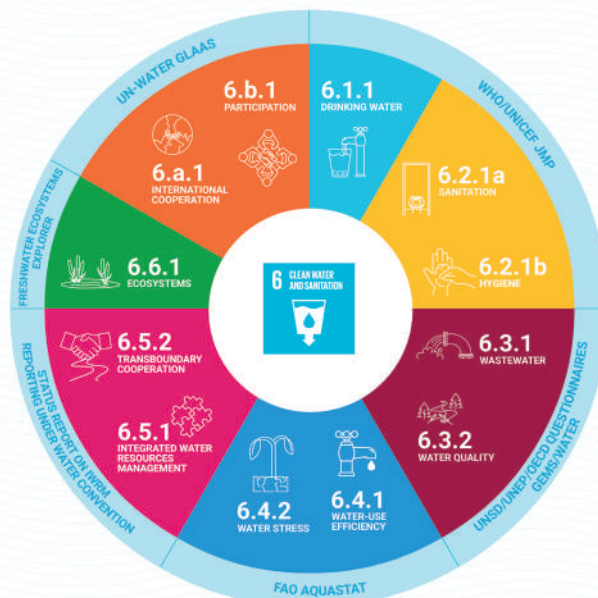 UN-WATER GLAAS
WHO/UNICEF JMP
6.b.1
PARTICIPATION
6.a.1
INTERNATIONAL
COOPERATION
6.1.1
DRINKING WATER
6.2.1a
SANITATION
6.2.1b
HYGIENE
FRESHWATER ECOSYSTEMS
EXPLORER
6.6.1
ECOSYSTEMS
6 CLEAN WATER
AND SANITATION
6.5.2
TRANSBOUNDARY
COOPERATION
6.5.1
INTEGRATED WATER
RESOURCES
MANAGEMENT
6.3.1
WASTEWATER
6.3.2
WATER QUALITY
6.4.2
WATER STRESS
6.4.1
WATER-USE
EFFICIENCY
STATUS REPORT ON IWRM
REPORTING UNDER WATER CONVENTION
UNSD/UNEP/OECD QUESTIONNAIRES
GEMS/WATER
FAO AQUASTAT